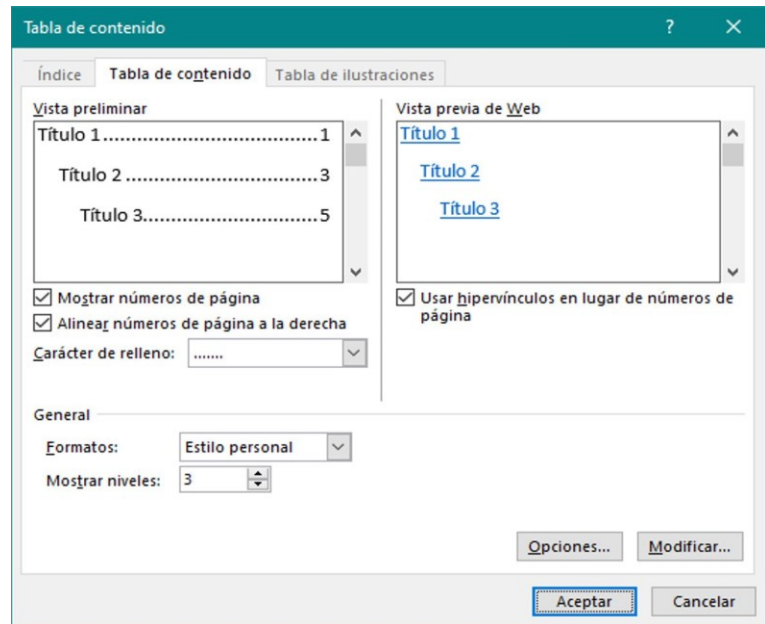 Tabla de contenido
Índice
Tabla de contenido
Tabla de ilustraciones
Vista preliminar
Título 1....................................1
Título 2.................................3
Título 3..............................5
Mostrar números de página
Alinear números de página a la derecha
Carácter de relleno: .......
Vista previa de Web
Título 1
Título 2
Título 3
Usar hipervínculos en lugar de números de
página
General
Formatos: Estilo personal
Mostrar niveles: 3
Opciones...
Modificar...
Aceptar
Cancelar